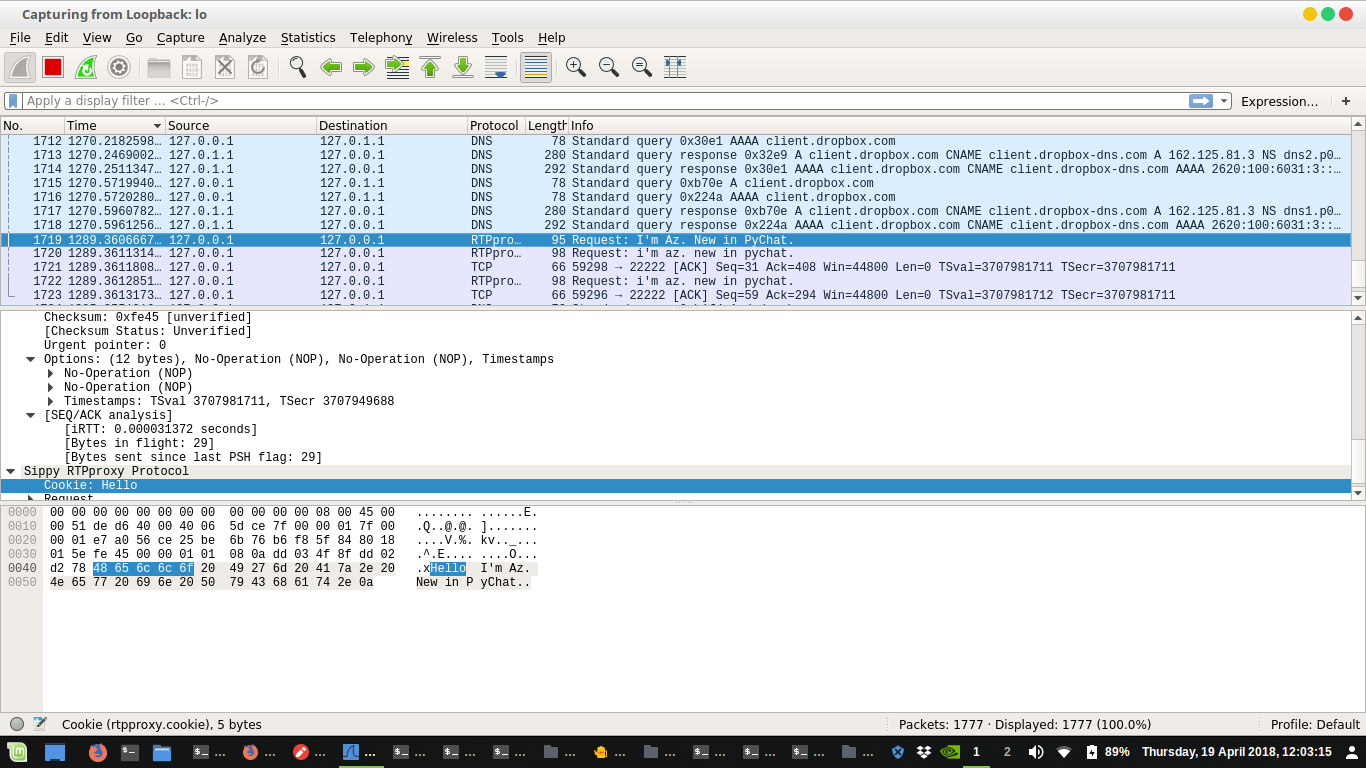 Capturing from Loopback: lo
File Edit View Go Capture Analyze Statistics Telephony Wireless Tools Help
Apply a display filter … <Ctrl-/> Expression… +
No. Time Source Destination Protocol Length Info
1712 1270.2182598… 127.0.0.1 127.0.1.1 DNS 78 Standard query 0x30e1 AAAA client.dropbox.com
1713 1270.2469002… 127.0.1.1 127.0.0.1 DNS 280 Standard query response 0x32e9 A client.dropbox.com CNAME client.dropbox-dns.com A 162.125.81.3 NS dns2.p0…
1714 1270.2511347… 127.0.1.1 127.0.0.1 DNS 292 Standard query response 0x30e1 AAAA client.dropbox.com CNAME client.dropbox-dns.com AAAA 2620:100:6031:3::…
1715 1270.5719940… 127.0.0.1 127.0.1.1 DNS 78 Standard query 0xb70e A client.dropbox.com
1716 1270.5720280… 127.0.0.1 127.0.1.1 DNS 78 Standard query 0x224a AAAA client.dropbox.com
1717 1270.5960782… 127.0.1.1 127.0.0.1 DNS 280 Standard query response 0xb70e A client.dropbox.com CNAME client.dropbox-dns.com A 162.125.81.3 NS dns1.p0…
1718 1270.5961256… 127.0.1.1 127.0.0.1 DNS 292 Standard query response 0x224a AAAA client.dropbox.com CNAME client.dropbox-dns.com AAAA 2620:100:6031:3::…
1719 1289.3606667… 127.0.0.1 127.0.0.1 RTPpro… 95 Request: I'm Az. New in PyChat.
1720 1289.3611314… 127.0.0.1 127.0.0.1 RTPpro… 98 Request: i'm az. new in pychat.
1721 1289.3611808… 127.0.0.1 127.0.0.1 TCP 66 59298 → 22222 [ACK] Seq=31 Ack=408 Win=44800 Len=0 TSval=3707981711 TSecr=3707981711
1722 1289.3612851… 127.0.0.1 127.0.0.1 RTPpro… 98 Request: i'm az. new in pychat.
1723 1289.3613173… 127.0.0.1 127.0.0.1 TCP 66 59296 → 22222 [ACK] Seq=59 Ack=294 Win=44800 Len=0 TSval=3707981712 TSecr=3707981711
Checksum: 0xfe45 [unverified]
[Checksum Status: Unverified]
Urgent pointer: 0
Options: (12 bytes), No-Operation (NOP), No-Operation (NOP), Timestamps
No-Operation (NOP)
No-Operation (NOP)
Timestamps: TSval 3707981711, TSecr 3707949688
[SEQ/ACK analysis]
[iRTT: 0.000031372 seconds]
[Bytes in flight: 29]
[Bytes sent since last PSH flag: 29]
Sippy RTPproxy Protocol
Cookie: Hello
Request
0000 00 00 00 00 00 00 00 00 00 00 00 00 08 00 45 00 ........ ......E.
0010 00 51 de d6 40 00 40 06 5d ce 7f 00 00 01 7f 00 .Q..@.@. ].......
0020 00 01 e7 a0 56 ce 25 be 6b 76 b6 f8 5f 84 80 18 ....V.%. kv.._...
0030 01 5e fe 45 00 00 01 01 08 0a dd 03 4f 8f dd 02 .^.E.... ....O...
0040 d2 78 48 65 6c 6c 6f 20 49 27 6d 20 41 7a 2e 20 .xHello I'm Az.
0050 4e 65 77 20 69 6e 20 50 79 43 68 61 74 2e 0a New in P yChat..
Cookie (rtpproxy.cookie), 5 bytes Packets: 1777 · Displayed: 1777 (100.0%) Profile: Default
... ... ... ... ... ... ... ... ... ... ... ... ... ... 1 2 89% Thursday, 19 April 2018, 12:03:15